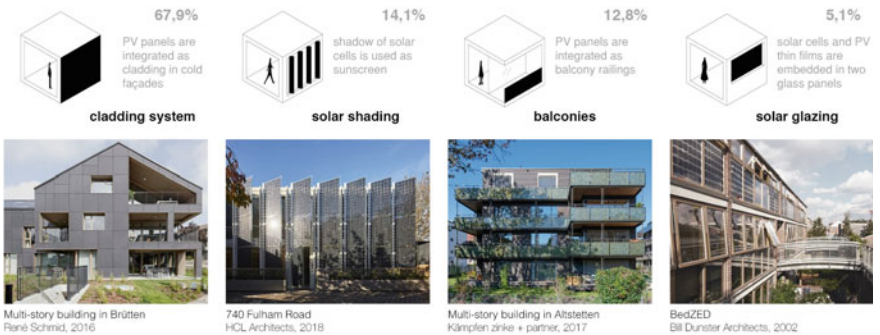 67,9%
PV panels are
integrated as
cladding in cold
façades
cladding system
14,1%
shadow of solar
cells is used as
sunscreen
solar shading
12,8%
PV panels are
integrated as
balcony railings
balconies
5,1%
solar cells and PV
thin films are
embedded in two
glass panels
solar glazing
Multi-story building in Brütten
René Schmid, 2016
740 Fulham Road
HCL Architects, 2018
Multi-story building in Altstetten
Kämpfen zinke + partner, 2017
BedZED
Bill Dunster Architects, 2002